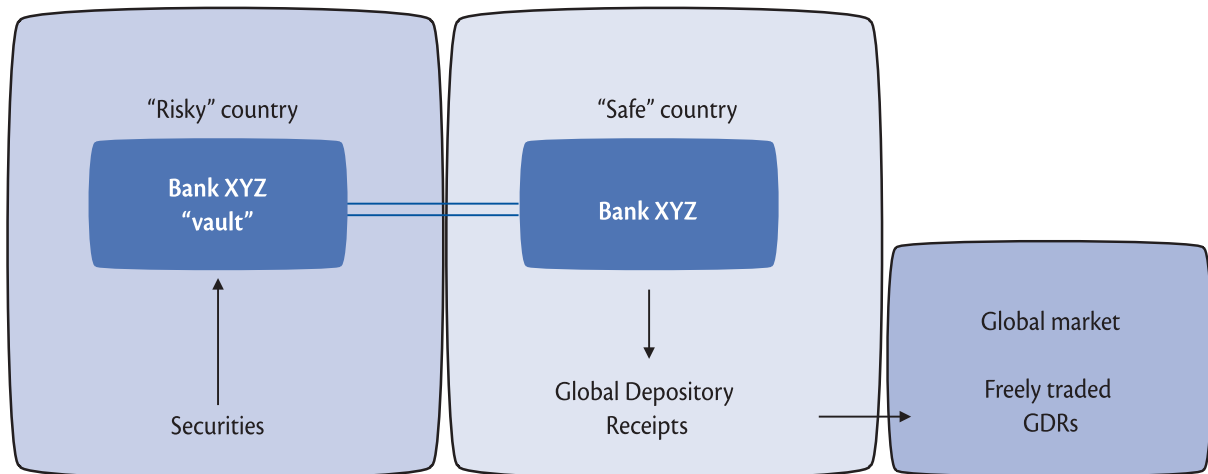 “Risky” country
Bank XYZ
“vault”
Securities
“Safe” country
Bank XYZ
Global Depository
Receipts
Global market
Freely traded
GDRs